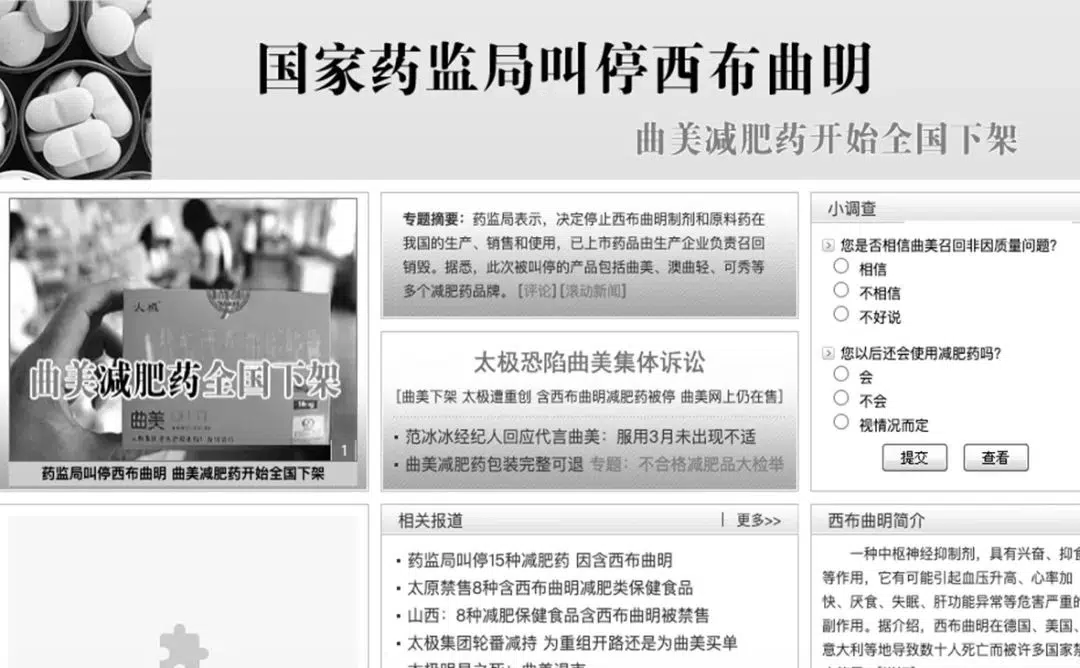 国家药监局叫停西布曲明
曲美减肥药开始全国下架
太极
曲美减肥药全国下架
曲美
1
药监局叫停西布曲明 曲美减肥药开始全国下架
专题摘要：药监局表示，决定停止西布曲明制剂和原料药在
我国的生产、销售和使用，已上市药品由生产企业负责召回
销毁。据悉，此次被叫停的产品包括曲美、澳曲轻、可秀等
多个减肥药品牌。[评论][滚动新闻]
太极恐陷曲美集体诉讼
[曲美下架 太极遭重创 含西布曲明减肥药被停 曲美网上仍在售]
· 范冰冰经纪人回应代言曲美：服用3月未出现不适
· 曲美减肥药包装完整可退 专题：不合格减肥品大检举
小调查
您是否相信曲美召回非因质量问题?
相信
不相信
不好说
您以后还会使用减肥药吗?
会
不会
视情况而定
提交 查看
相关报道 | 更多>>
· 药监局叫停15种减肥药 因含西布曲明
· 太原禁售8种含西布曲明减肥类保健食品
· 山西：8种减肥保健食品含西布曲明被禁售
· 太极集团轮番减持 为重组开路还是为曲美买单
西布曲明简介
一种中枢神经抑制剂，具有兴奋、抑食
等作用，它有可能引起血压升高、心率加
快、厌食、失眠、肝功能异常等危害严重的
副作用。据介绍，西布曲明在德国、美国、
意大利等地导致数十人死亡而被许多国家禁